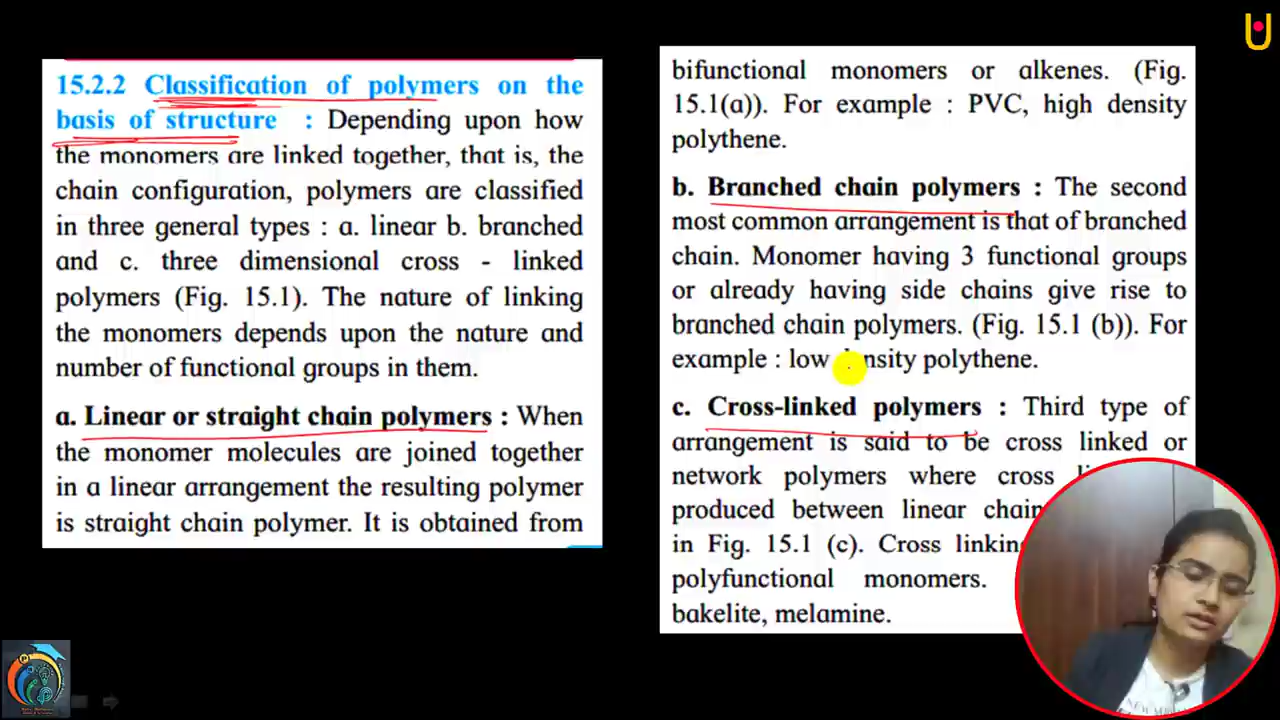 15.2.2 Classification of polymers on the
basis of structure : Depending upon how
the monomers are linked together, that is, the
chain configuration, polymers are classified
in three general types : a. linear b. branched
and c. three dimensional cross - linked
polymers (Fig. 15.1). The nature of linking
the monomers depends upon the nature and
number of functional groups in them.
a. Linear or straight chain polymers : When
the monomer molecules are joined together
in a linear arrangement the resulting polymer
is straight chain polymer. It is obtained from
bifunctional monomers or alkenes. (Fig.
15.1(a)). For example : PVC, high density
polythene.
b. Branched chain polymers : The second
most common arrangement is that of branched
chain. Monomer having 3 functional groups
or already having side chains give rise to
branched chain polymers. (Fig. 15.1 (b)). For
example : low density polythene.
c. Cross-linked polymers : Third type of
arrangement is said to be cross linked or
network polymers where cross
produced between linear
in Fig. 15.1 (c). Cross
polyfunctional monomers.
bakelite, melamine.